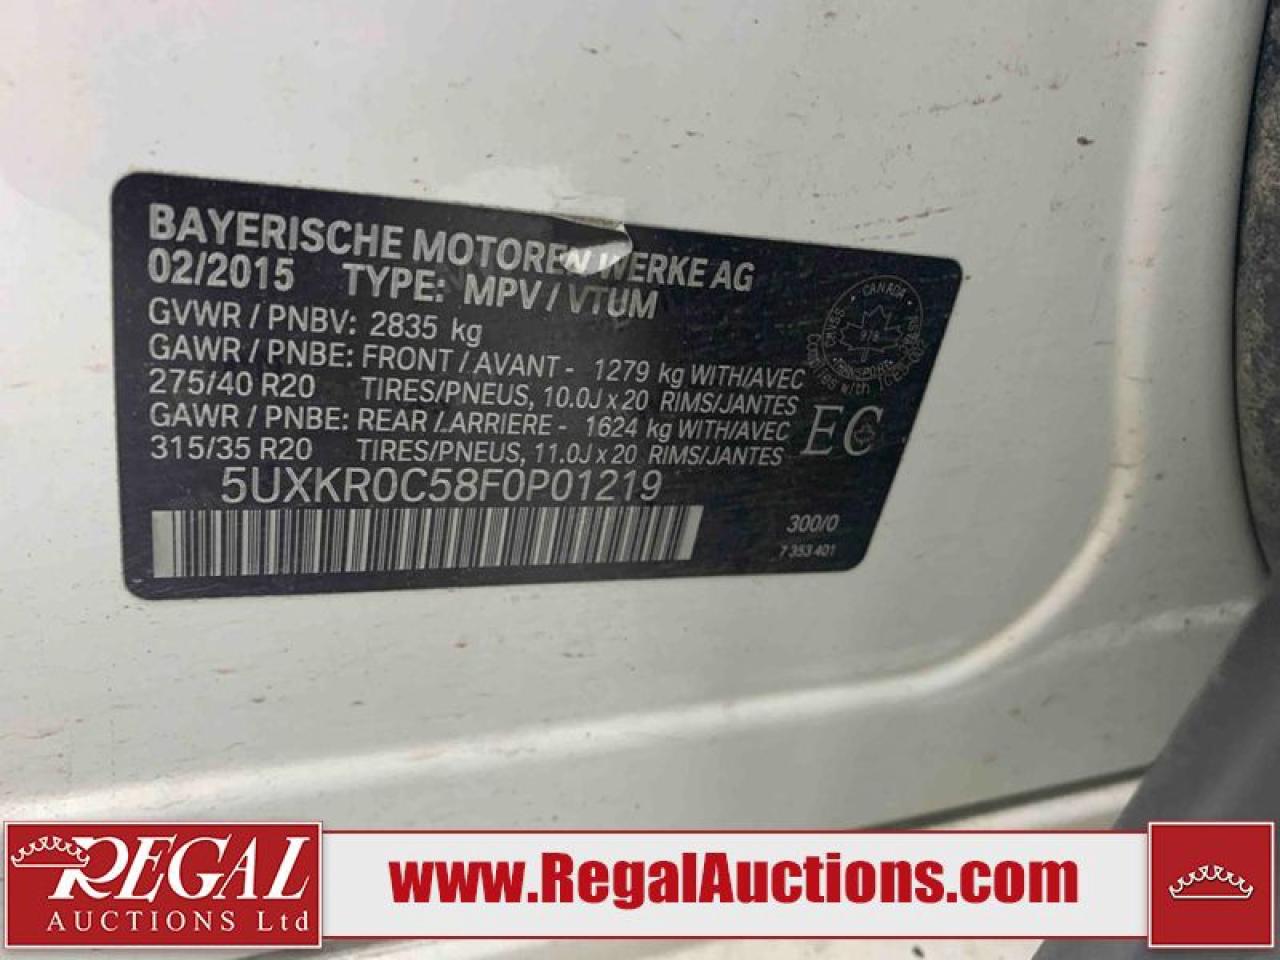 BAYERISCHE MOTOREN WERKE AG
02/2015 TYPE: MPV / VTUM
GVWR / PNBV: 2835 kg
GAWR / PNBE: FRONT / AVANT - 1279 kg WITH/AVEC
275/40 R20 TIRES/PNEUS, 10.0J x 20 RIMS/JANTES
GAWR / PNBE: REAR / ARRIERE - 1624 kg WITH/AVEC
315/35 R20 TIRES/PNEUS, 11.0J x 20 RIMS/JANTES
5UXKR0C58F0P01219
CANADA
TRANSPORT
EC
300/0
7 353 401
REGAL
AUCTIONS Ltd
www.RegalAuctions.com